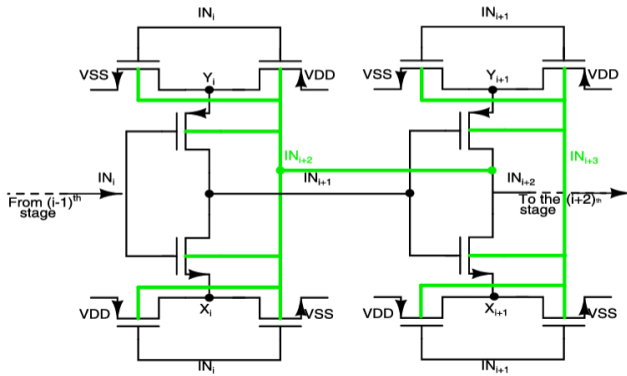 INi INi+1
VSS VDD VSS VDD
Yi Yi+1
INi INi+2 INi+1 INi+2 INi+3
From (i-1)th stage
To the (i+2)th stage
Xi Xi+1
VDD VSS VDD VSS
INi INi+1